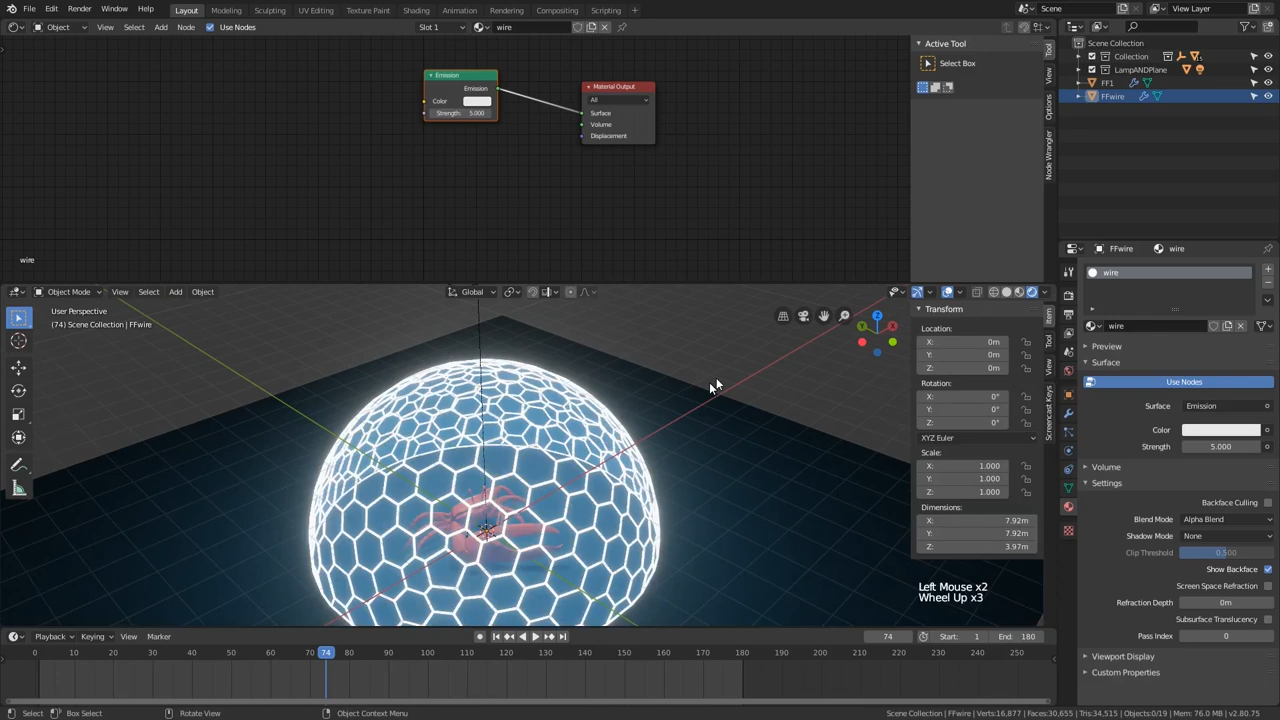 File Edit Render Window Help Layout Modeling Sculpting UV Editing Texture Paint Shading Animation Rendering Compositing Scripting + Scene View Layer
Object View Select Add Node Use Nodes Slot 1 wire
Emission
Emission
Color
Strength: 5.000
Material Output
All
Surface
Volume
Displacement
wire
Active Tool
Select Box
Tool
View
Options
Node Wrangler
Scene Collection
Collection
LampANDPlane
FF1
FFwire
Object Mode View Select Add Object Global
User Perspective
(74) Scene Collection | FFwire
Z
Y
X
Transform
Location:
X: 0m
Y: 0m
Z: 0m
Rotation:
X: 0°
Y: 0°
Z: 0°
XYZ Euler
Scale:
X: 1.000
Y: 1.000
Z: 1.000
Dimensions:
X: 7.92m
Y: 7.92m
Z: 3.97m
Item
Tool
View
Screencast Keys
Left Mouse x2
Wheel Up x3
FFwire wire
wire
wire
Preview
Surface
Use Nodes
Surface Emission
Color
Strength 5.000
Volume
Settings
Backface Culling
Blend Mode Alpha Blend
Shadow Mode None
Clip Threshold 0.500
Show Backface
Screen Space Refraction
Refraction Depth 0m
Subsurface Translucency
Pass Index 0
Viewport Display
Custom Properties
Playback Keying View Marker 74 Start: 1 End: 180
0 70 74 80 90 100 110 120 130 140 150 160 170 180 190 200 210 220 230 240 250
Select Box Select Rotate View Object Context Menu Scene Collection | FFwire | Verts:16,877 | Faces:30,655 | Tris:34,515 | Objects:0/19 | Mem: 76.0 MB | v2.80.75